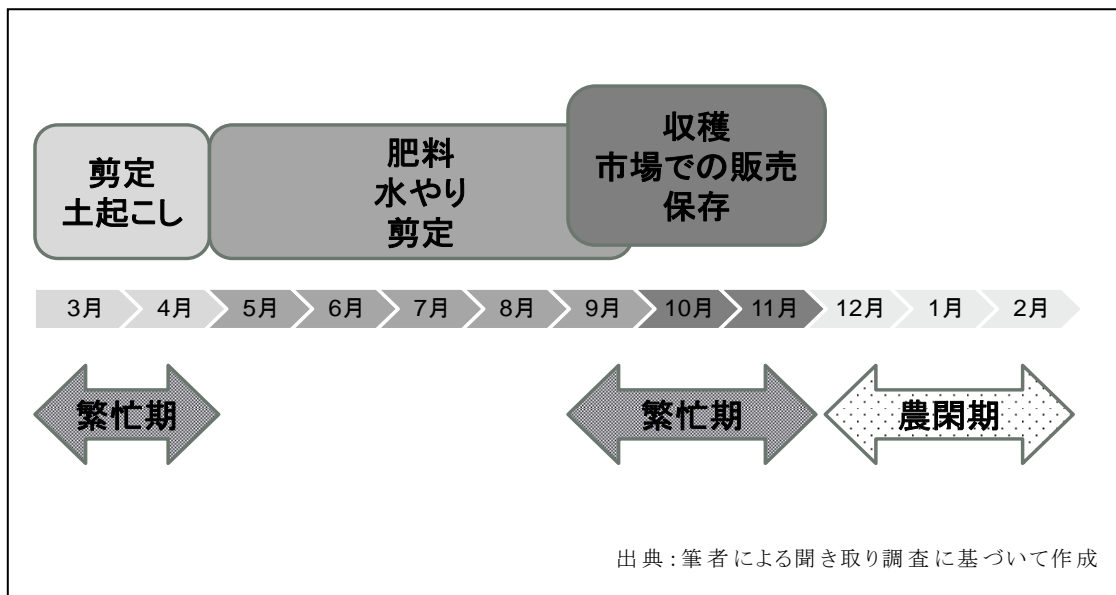 剪定
土起こし
肥料
水やり
剪定
収穫
市場での販売
保存
3月 4月 5月 6月 7月 8月 9月 10月 11月 12月 1月 2月
繁忙期 繁忙期 農閑期
出典:筆者による聞き取り調査に基づいて作成